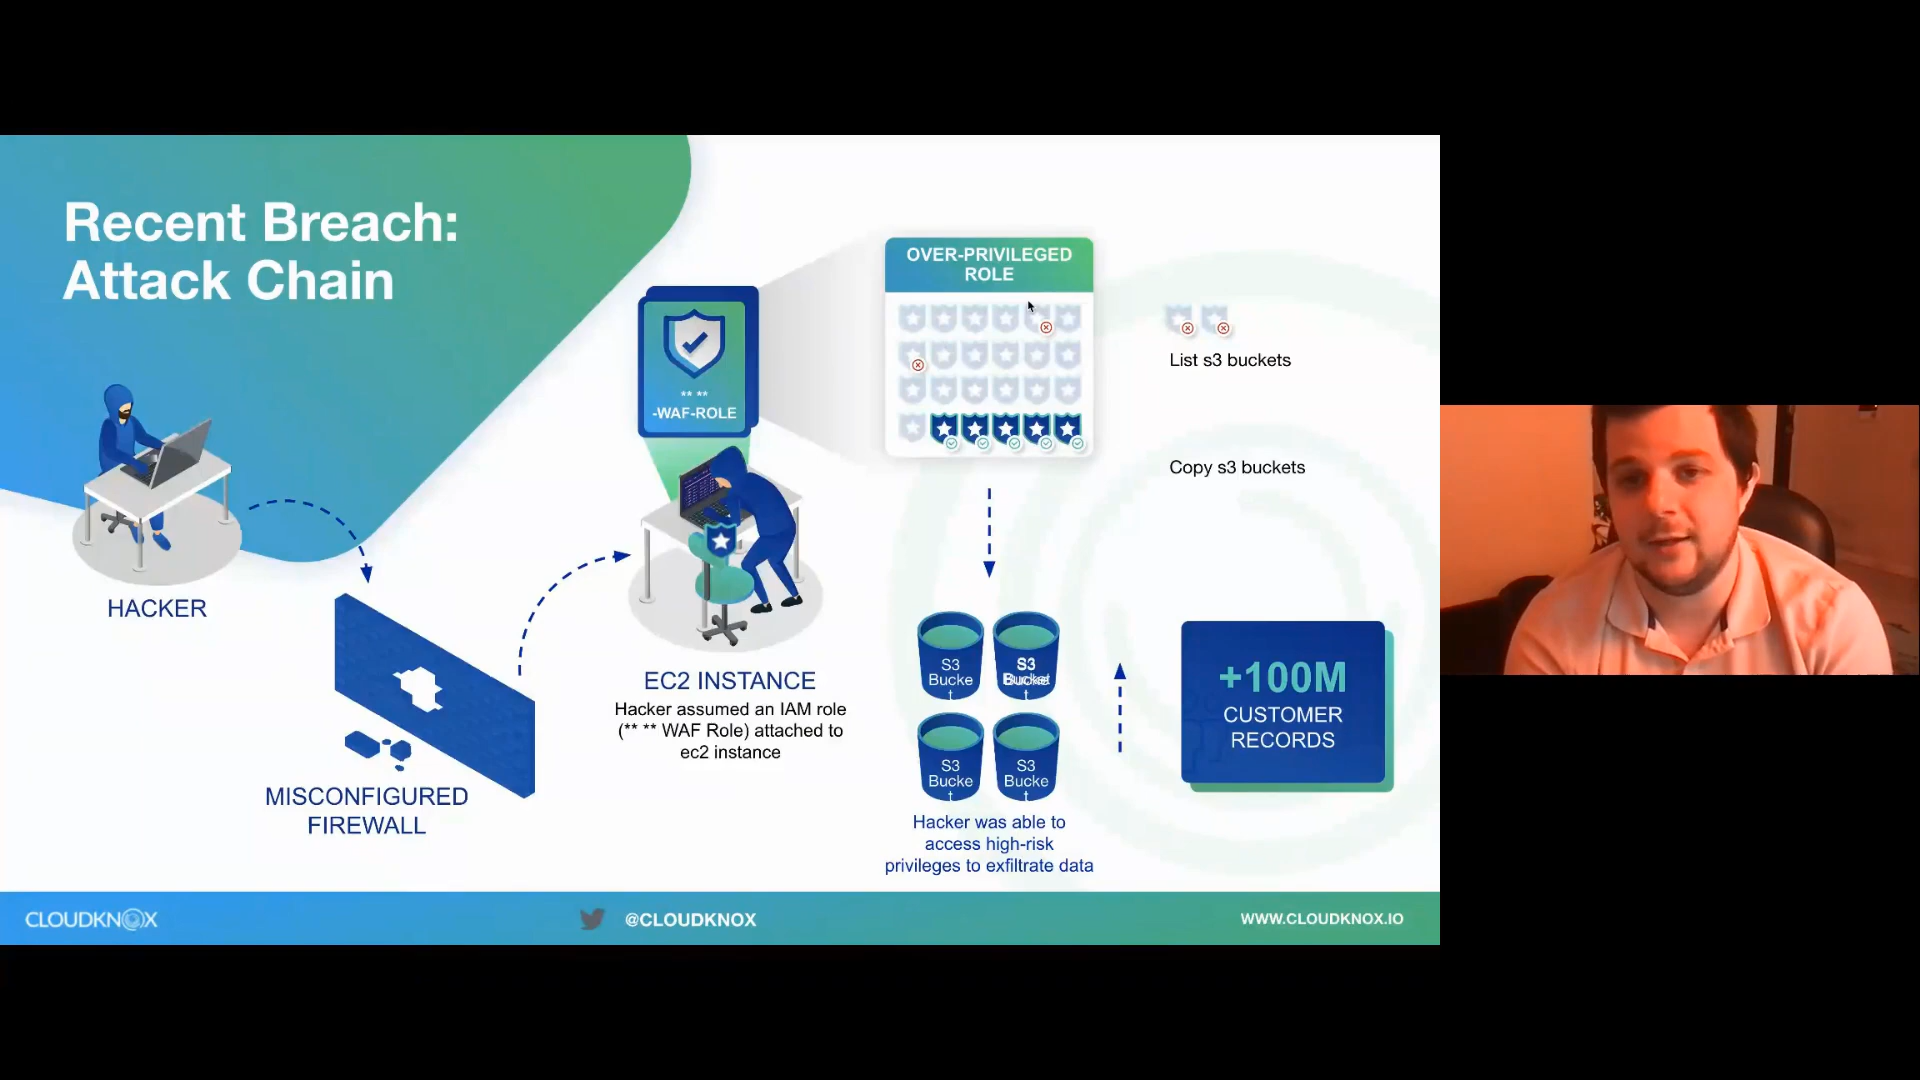 Recent Breach:
Attack Chain
OVER-PRIVILEGED
ROLE
** **
-WAF-ROLE
List s3 buckets
Copy s3 buckets
HACKER
MISCONFIGURED
FIREWALL
EC2 INSTANCE
Hacker assumed an IAM role
(** ** WAF Role) attached to
ec2 instance
S3
Bucke
t
S3
Bucket
t
S3
Bucke
t
S3
Bucke
t
Hacker was able to
access high-risk
privileges to exfiltrate data
+100M
CUSTOMER
RECORDS
CLOUDKNOX
@CLOUDKNOX
WWW.CLOUDKNOX.IO